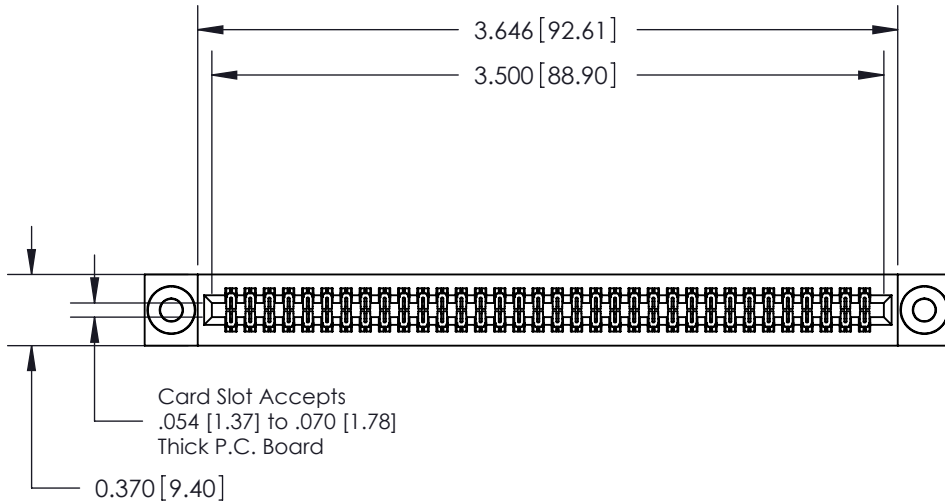 3.646 [92.61]
3.500 [88.90]
Card Slot Accepts
.054 [1.37] to .070 [1.78]
Thick P.C. Board
0.370 [9.40]